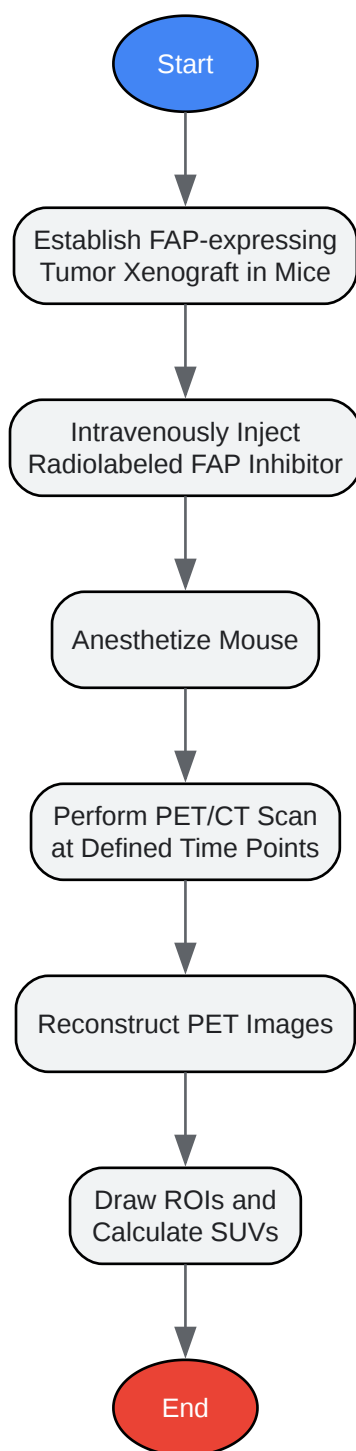 Start
Establish FAP-expressing
Tumor Xenograft in Mice
Intravenously Inject
Radiolabeled FAP Inhibitor
Anesthetize Mouse
Perform PET/CT Scan
at Defined Time Points
Reconstruct PET Images
Draw ROIs and
Calculate SUVs
End